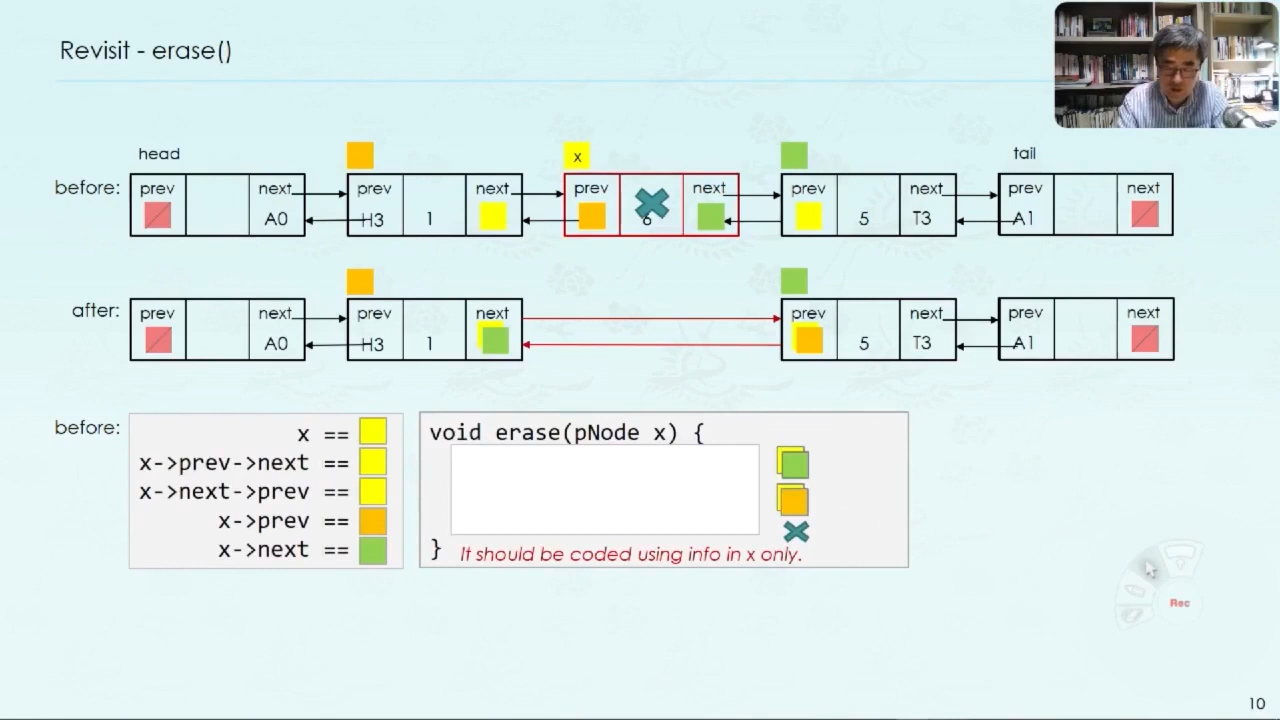 Revisit - erase()
head
x
tail
before:
prev next prev next prev next prev next prev next
A0 H3 1 6 5 T3 A1
after:
prev next prev next prev next prev next
A0 H3 1 5 T3 A1
before:
x ==
x->prev->next ==
x->next->prev ==
x->prev ==
x->next ==
void erase(pNode x) {
}
It should be coded using info in x only.
Rec
10